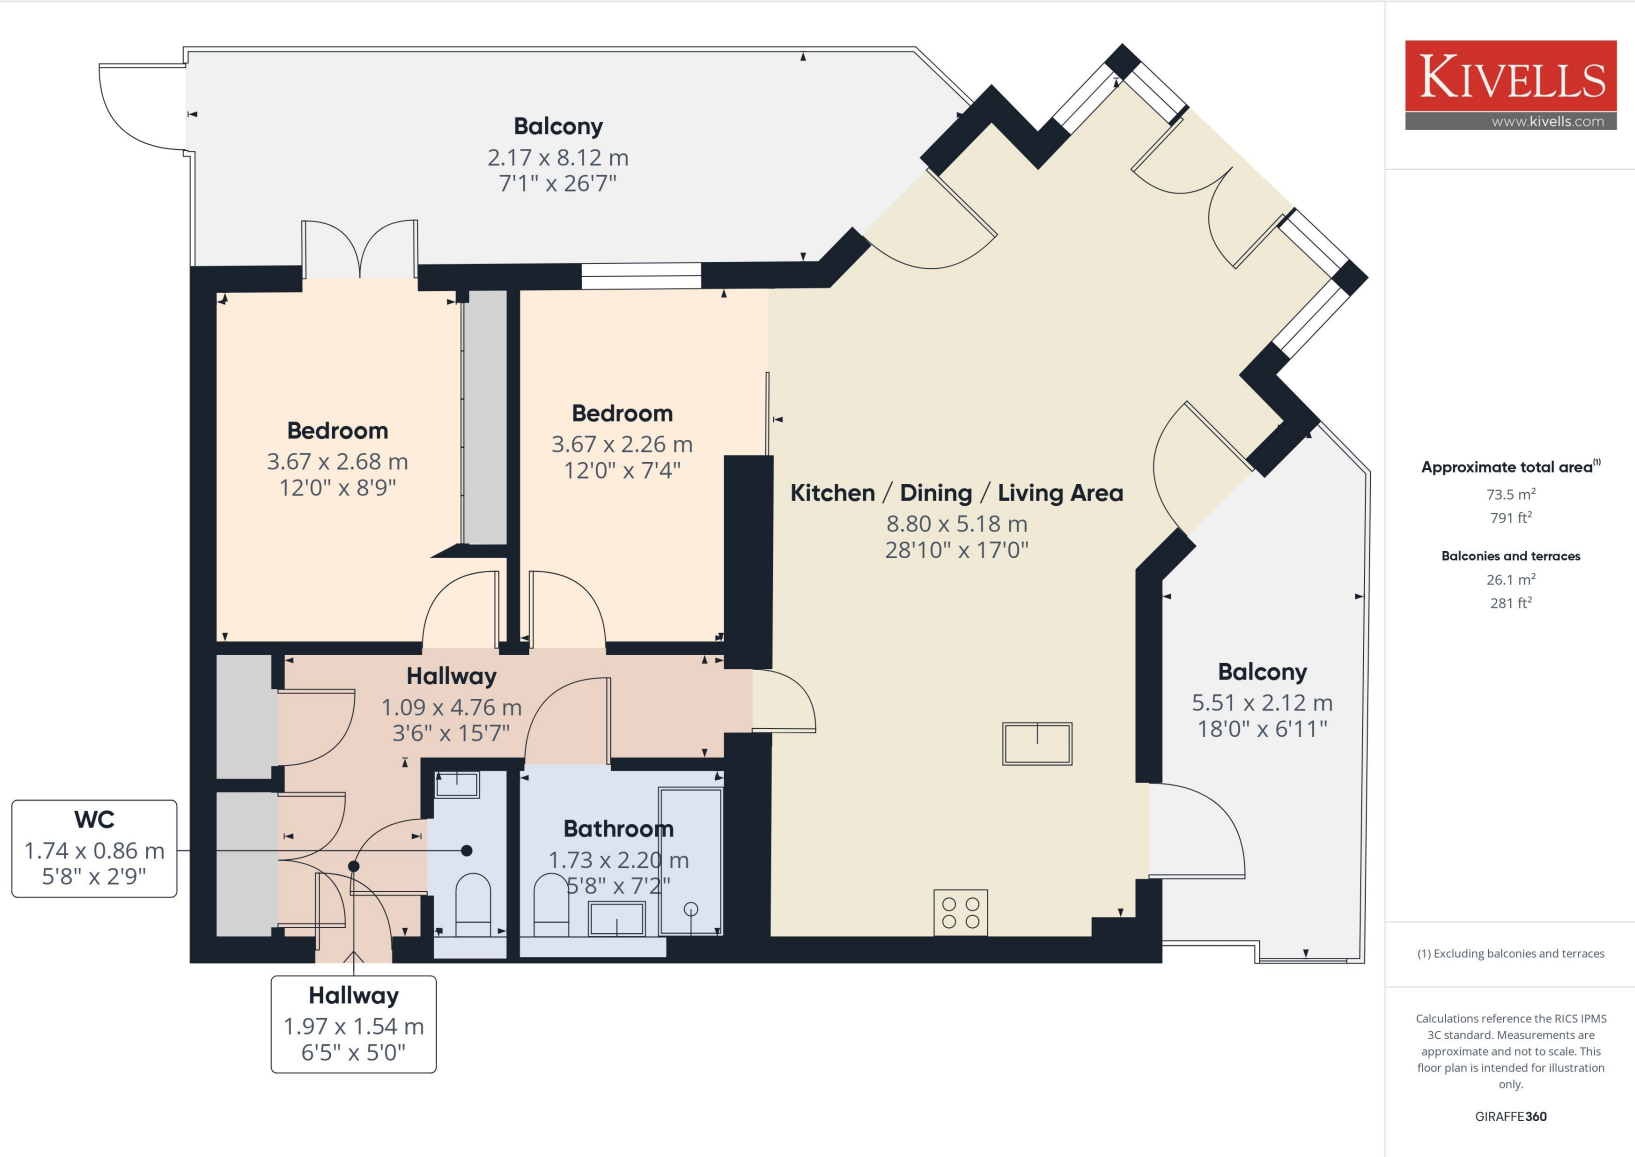 Balcony
2.17 x 8.12 m
7'1" x 26'7"
Bedroom
3.67 x 2.68 m
12'0" x 8'9"
Bedroom
3.67 x 2.26 m
12'0" x 7'4"
Kitchen / Dining / Living Area
8.80 x 5.18 m
28'10" x 17'0"
Hallway
1.09 x 4.76 m
3'6" x 15'7"
Balcony
5.51 x 2.12 m
18'0" x 6'11"
WC
1.74 x 0.86 m
5'8" x 2'9"
Bathroom
1.73 x 2.20 m
5'8" x 7'2"
Hallway
1.97 x 1.54 m
6'5" x 5'0"
KIVELLS
www.kivells.com
Approximate total area(1)
73.5 m²
791 ft²
Balconies and terraces
26.1 m²
281 ft²
(1) Excluding balconies and terraces
Calculations reference the RICS IPMS
3C standard. Measurements are
approximate and not to scale. This
floor plan is intended for illustration
only.
GIRAFFE360